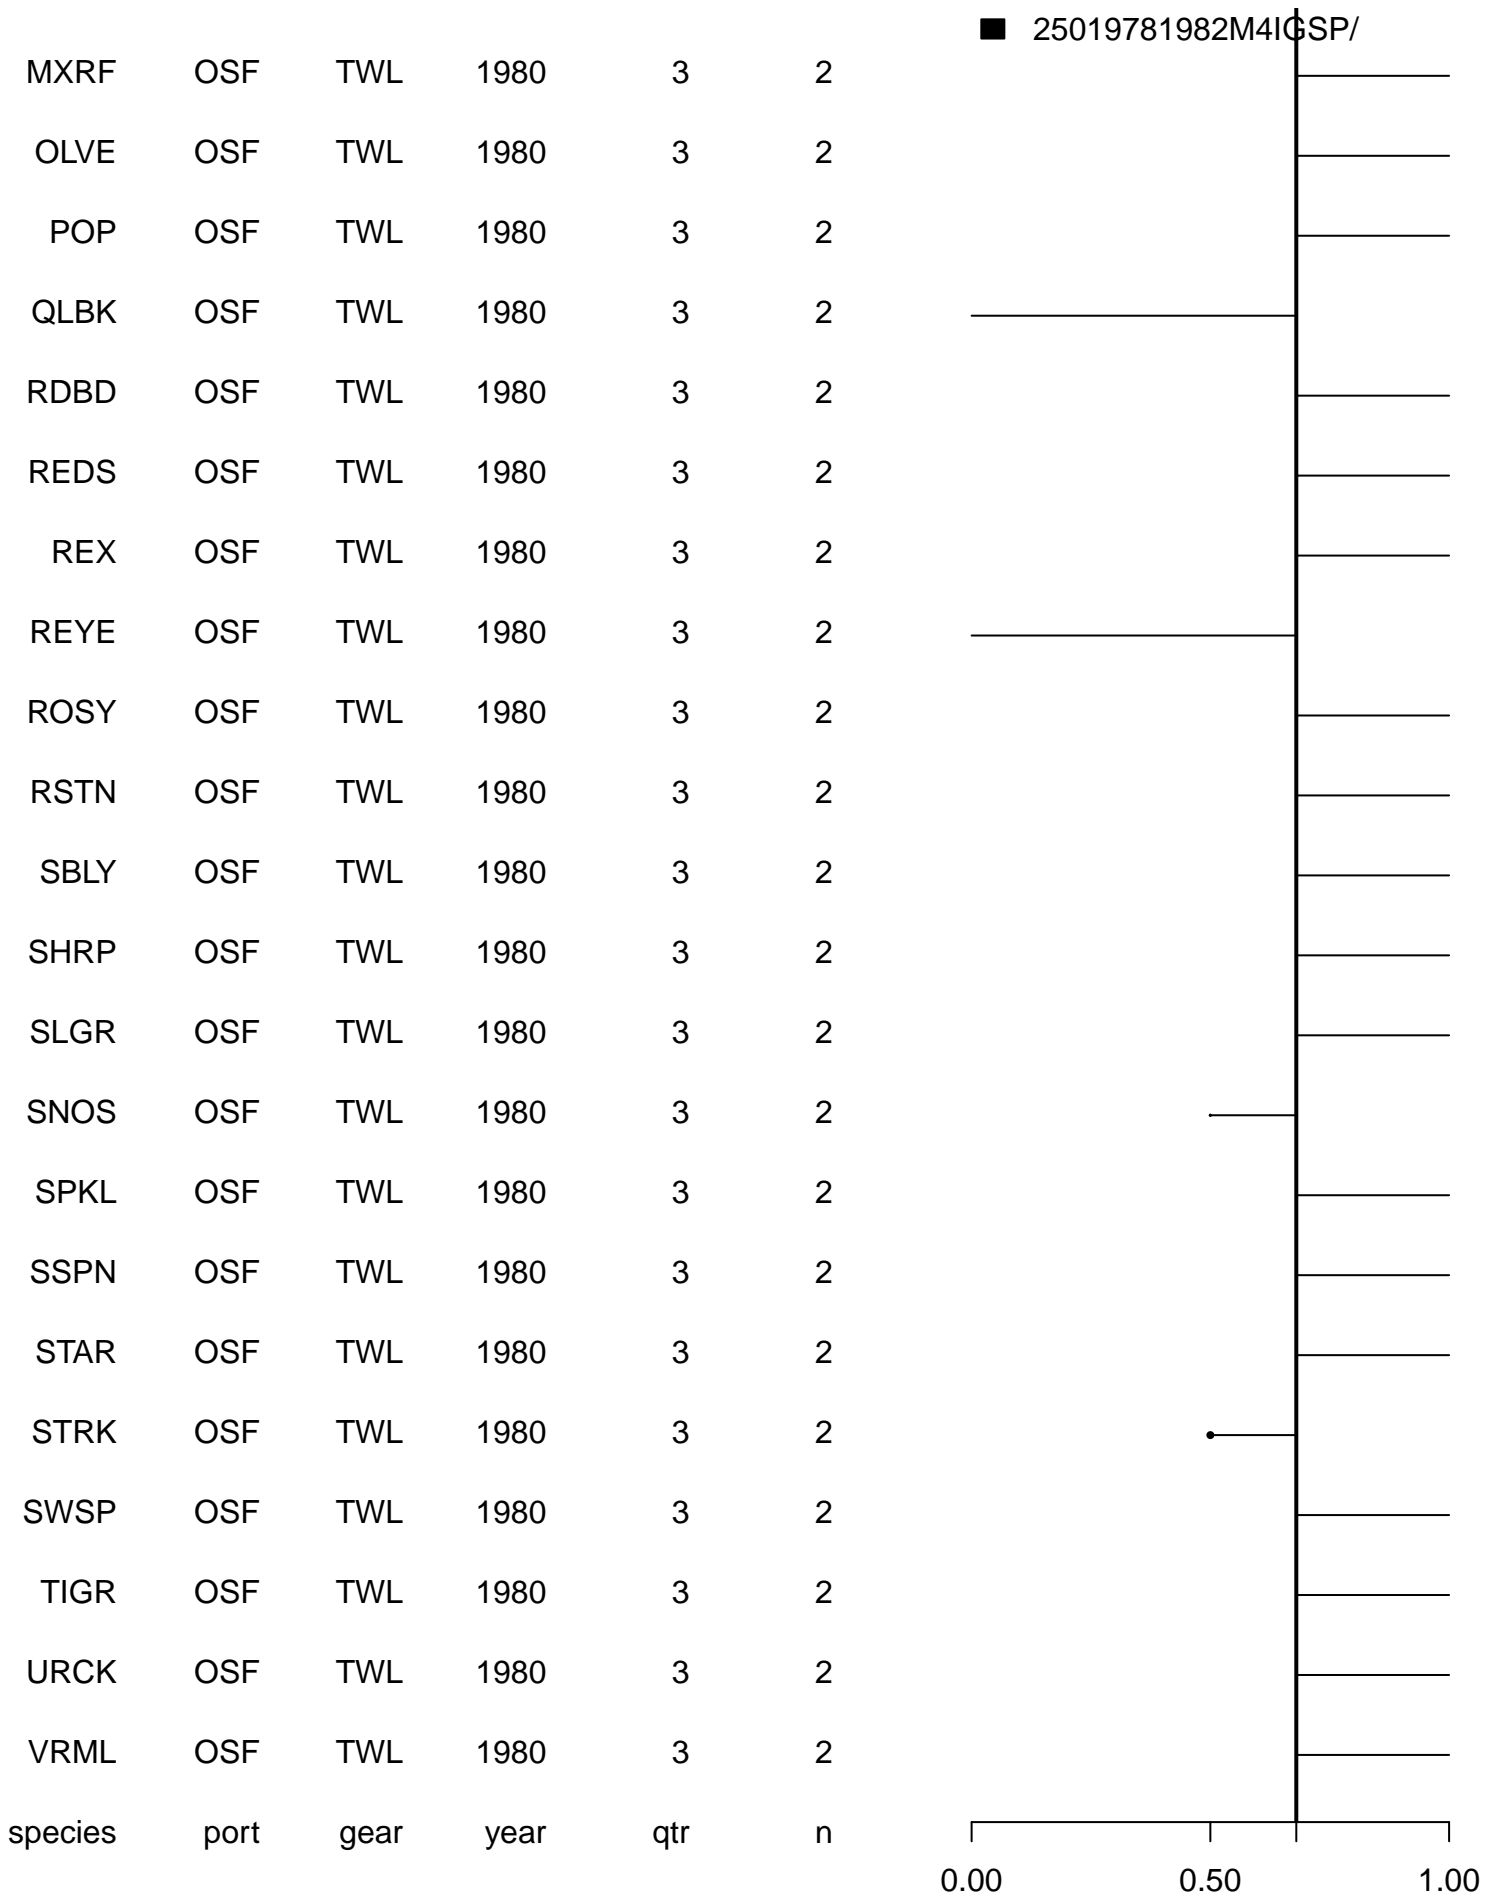 25019781982M4IGSP/
MXRF OSF TWL 1980 3 2
OLVE OSF TWL 1980 3 2
POP OSF TWL 1980 3 2
QLBK OSF TWL 1980 3 2
RDBD OSF TWL 1980 3 2
REDS OSF TWL 1980 3 2
REX OSF TWL 1980 3 2
REYE OSF TWL 1980 3 2
ROSY OSF TWL 1980 3 2
RSTN OSF TWL 1980 3 2
SBLY OSF TWL 1980 3 2
SHRP OSF TWL 1980 3 2
SLGR OSF TWL 1980 3 2
SNOS OSF TWL 1980 3 2
SPKL OSF TWL 1980 3 2
SSPN OSF TWL 1980 3 2
STAR OSF TWL 1980 3 2
STRK OSF TWL 1980 3 2
SWSP OSF TWL 1980 3 2
TIGR OSF TWL 1980 3 2
URCK OSF TWL 1980 3 2
VRML OSF TWL 1980 3 2
species port gear year qtr n
0.00 0.50 1.00